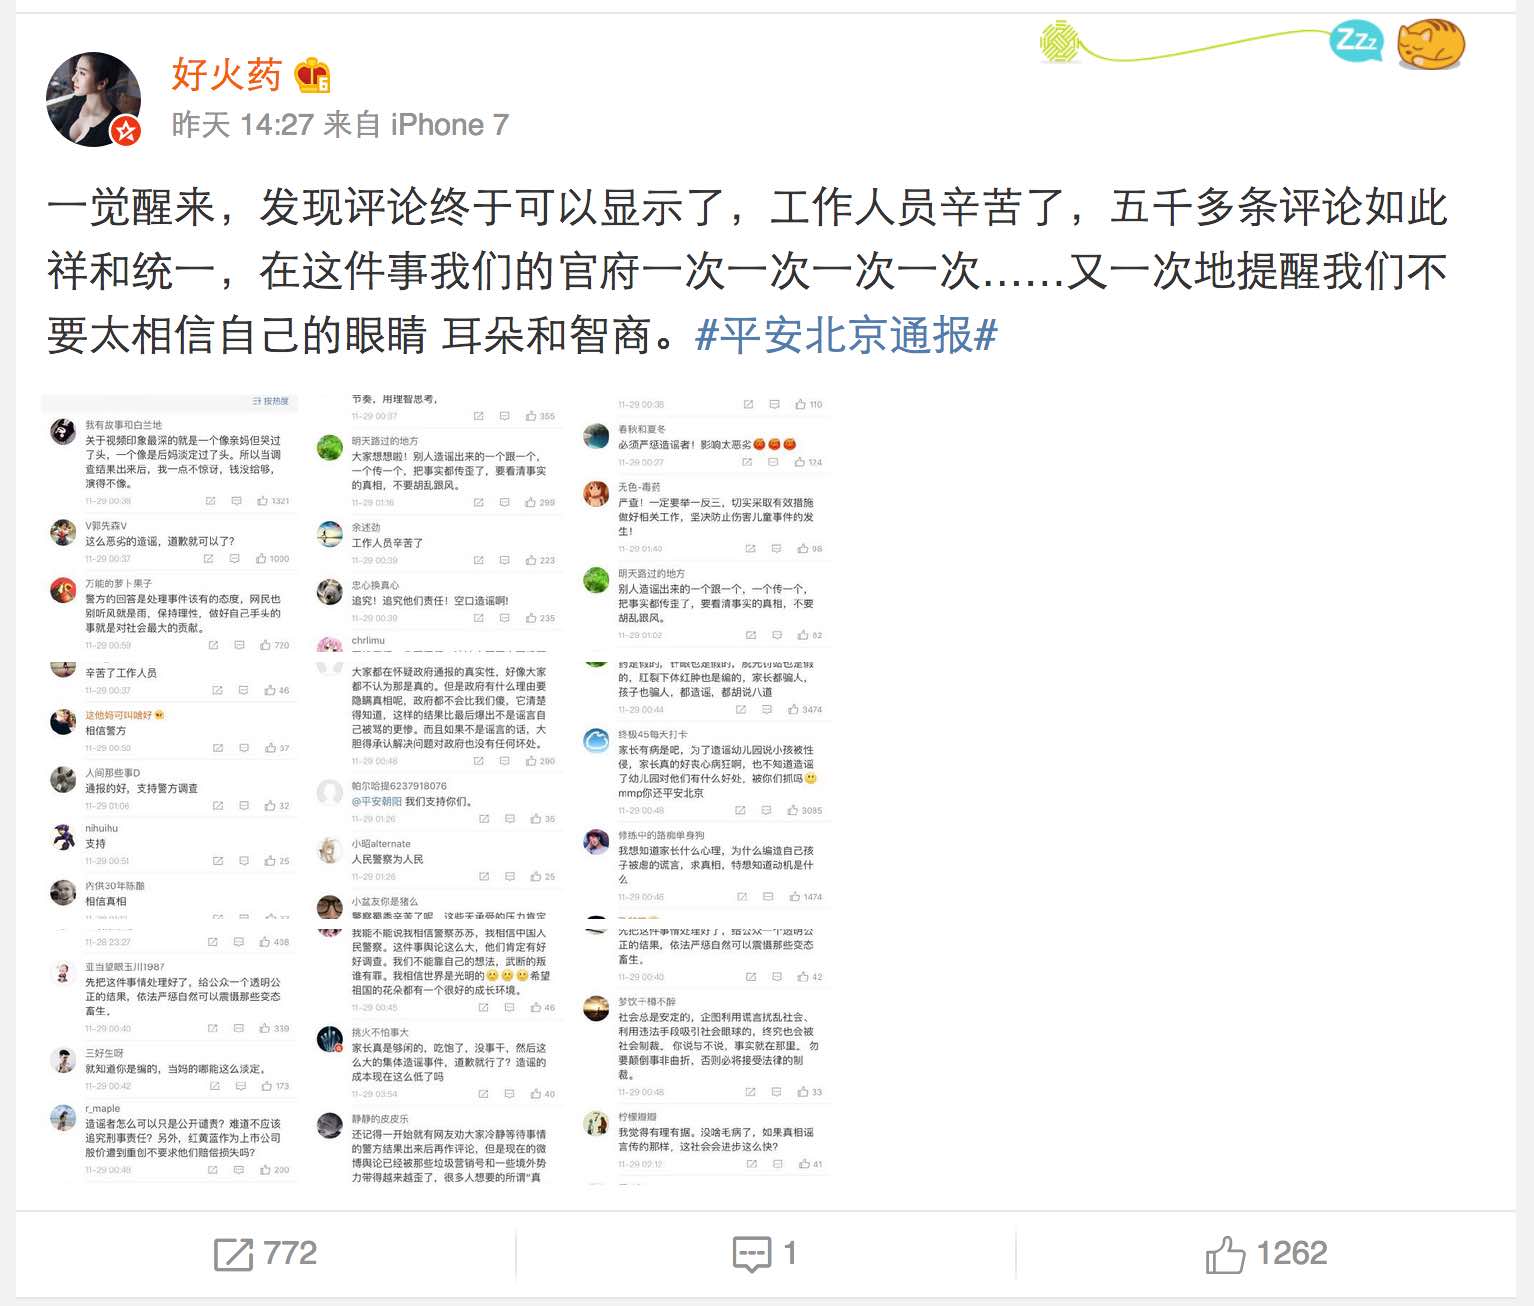 Zzz
好火药
昨天 14:27 来自 iPhone 7
一觉醒来，发现评论终于可以显示了，工作人员辛苦了，五千多条评论如此
祥和统一，在这件事我们的官府一次一次一次一次......又一次地提醒我们不
要太相信自己的眼睛 耳朵和智商。#平安北京通报#
按热度
我有故事和白兰地
关于视频印象最深的就是一个像亲妈但哭过
了头，一个像是后妈淡定过了头。所以当调
查结果出来后，我一点不惊讶，钱没给够，
演得不像。
11-29 00:38 1321
V郭先森V
这么恶劣的造谣，道歉就可以了？
11-29 00:37 1000
万能的萝卜果子
警方的回答是处理事件该有的态度，网民也
别听风就是雨，保持理性，做好自己手头的
事就是对社会最大的贡献。
11-29 00:59 720
节奏，用理智思考，
11-29 00:37 355
明天路过的地方
大家想想啦！别人造谣出来的一个跟一个，
一个传一个，把事实都传歪了，要看清事实
的真相，不要胡乱跟风。
11-29 01:16 299
余述劲
工作人员辛苦了
11-29 00:39 223
忠心换真心
追究！追究他们责任！空口造谣啊!
11-29 00:39 235
chrlimu
11-29 00:38 110
春秋和夏冬
必须严惩造谣者！影响太恶劣
11-29 00:27 124
无色-毒药
严查！一定要举一反三，切实采取有效措施
做好相关工作，坚决防止伤害儿童事件的发
生！
11-29 01:40 98
明天路过的地方
别人造谣出来的一个跟一个，一个传一个，
把事实都传歪了，要看清事实的真相，不要
胡乱跟风。
11-29 01:02 62
辛苦了工作人员
11-29 00:37 46
这他妈可叫啥好
相信警方
11-29 00:50 37
人间那些事D
通报的好，支持警方调查
11-29 01:06 32
nihuihu
支持
11-29 00:51 25
内供30年陈酿
相信真相
大家都在怀疑政府通报的真实性，好像大家
都不认为那是真的。但是政府有什么理由要
隐瞒真相呢，政府都不会比我们傻，它清楚
得知道，这样的结果比最后爆出不是谣言自
己被骂的更惨。而且如果不是谣言的话，大
胆得承认解决问题对政府也没有任何坏处。
11-29 00:48 290
帕尔哈提6237918076
@平安朝阳 我们支持你们。
11-29 01:26 35
小昭alternate
人民警察为人民
11-29 01:26 25
小盆友你是猪么
警察蜀黍辛苦了呢，这些天承受的压力肯定
药是假的，针眼也是假的，脱光罚站也是假
的，肛裂下体红肿也是编的，家长都骗人，
孩子也骗人，都造谣，都胡说八道
11-29 00:44 3474
终极45每天打卡
家长有病是吧，为了造谣幼儿园说小孩被性
侵，家长真的好丧心病狂啊，也不知道造谣
了幼儿园对他们有什么好处，被你们抓吗
mmp你还平安北京
11-29 00:48 3085
修练中的路痴单身狗
我想知道家长什么心理，为什么编造自己孩
子被虐的谎言，求真相，特想知道动机是什
么
11-29 00:46 1474
11-28 23:27 408
亚当望眼玉川1987
先把这件事情处理好了，给公众一个透明公
正的结果，依法严惩自然可以震慑那些变态
畜生。
11-29 00:40 339
三好生呀
就知道你是编的，当妈的哪能这么淡定。
11-29 00:42 173
r_maple
造谣者怎么可以只是公开谴责？难道不应该
追究刑事责任？另外，红黄蓝作为上市公司
股价遭到重创不要求他们赔偿损失吗？
11-29 00:49 200
我能不能说我相信警察苏苏，我相信中国人
民警察。这件事舆论这么大，他们肯定有好
好调查。我们不能靠自己的想法，武断的叛
谁有罪。我相信世界是光明的希望
祖国的花朵都有一个很好的成长环境。
11-29 00:45 46
挑火不怕事大
家长真是够闲的，吃饱了，没事干，然后这
么大的集体造谣事件，道歉就行了？造谣的
成本现在这么低了吗
11-29 03:54 40
静静的皮皮乐
还记得一开始就有网友劝大家冷静等待事情
的警方结果出来后再作评论，但是现在的微
博舆论已经被那些垃圾营销号和一些境外势
力带得越来越歪了，很多人想要的所谓“真
先把这件事情处理好了，给公众一个透明公
正的结果，依法严惩自然可以震慑那些变态
畜生。
11-29 00:40 42
梦饮千樽不醉
社会总是安定的，企图利用谎言扰乱社会、
利用违法手段吸引社会眼球的，终究也会被
社会制裁。 你说与不说，事实就在那里。 勿
要颠倒事非曲折，否则必将接受法律的制
裁。
11-29 00:48 33
柠檬瓣瓣
我觉得有理有据。没啥毛病了，如果真相谣
言传的那样，这社会会进步这么快？
11-29 02:12 41
772
1
1262